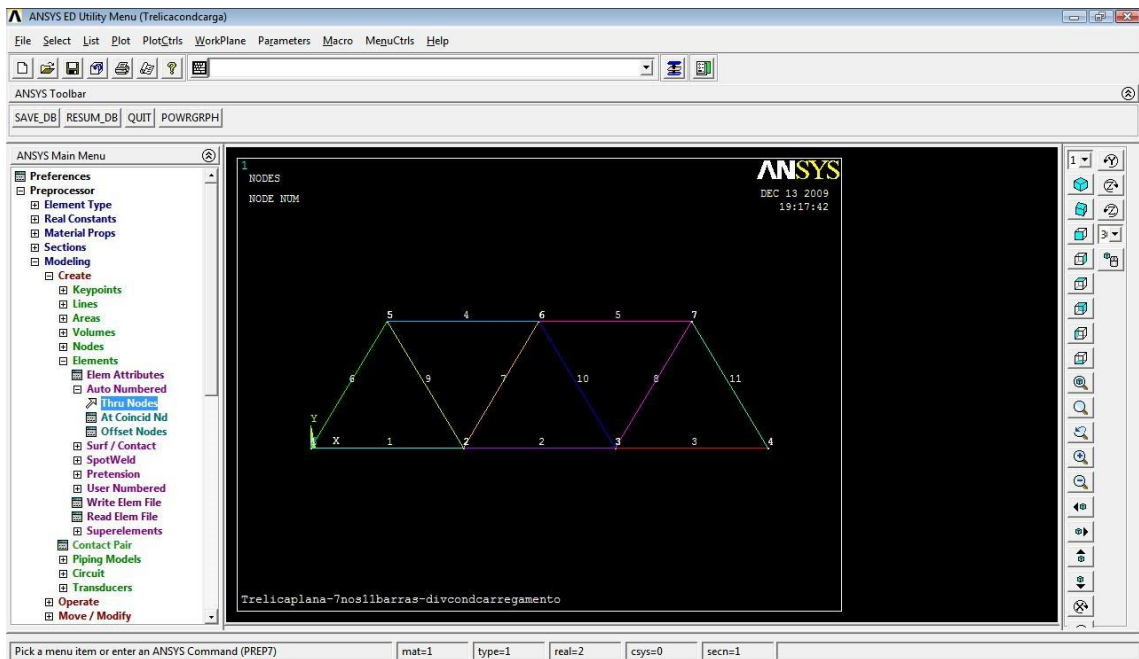 ANSYS ED Utility Menu (Trelicacondcarga)
File Select List Plot PlotCtrls WorkPlane Parameters Macro MenuCtrls Help
ANSYS Toolbar
SAVE_DB RESUM_DB QUIT POWRGRPH
ANSYS Main Menu
Preferences
Preprocessor
Element Type
Real Constants
Material Props
Sections
Modeling
Create
Keypoints
Lines
Areas
Volumes
Nodes
Elements
Elem Attributes
Auto Numbered
Thru Nodes
At Coincid Nd
Offset Nodes
Surf / Contact
SpotWeld
Pretension
User Numbered
Write Elem File
Read Elem File
Superelements
Contact Pair
Piping Models
Circuit
Transducers
Operate
Move / Modify
1
NODES
NODE NUM
ANSYS
DEC 13 2009
19:17:42
5 4 6 5 7
6 9 7 10 8 11
Y
X 1 2 2 3 3 4
Trelicaplana-7nos11barras-divcondcarregamento
1
Pick a menu item or enter an ANSYS Command (PREP7) mat=1 type=1 real=2 csys=0 secn=1